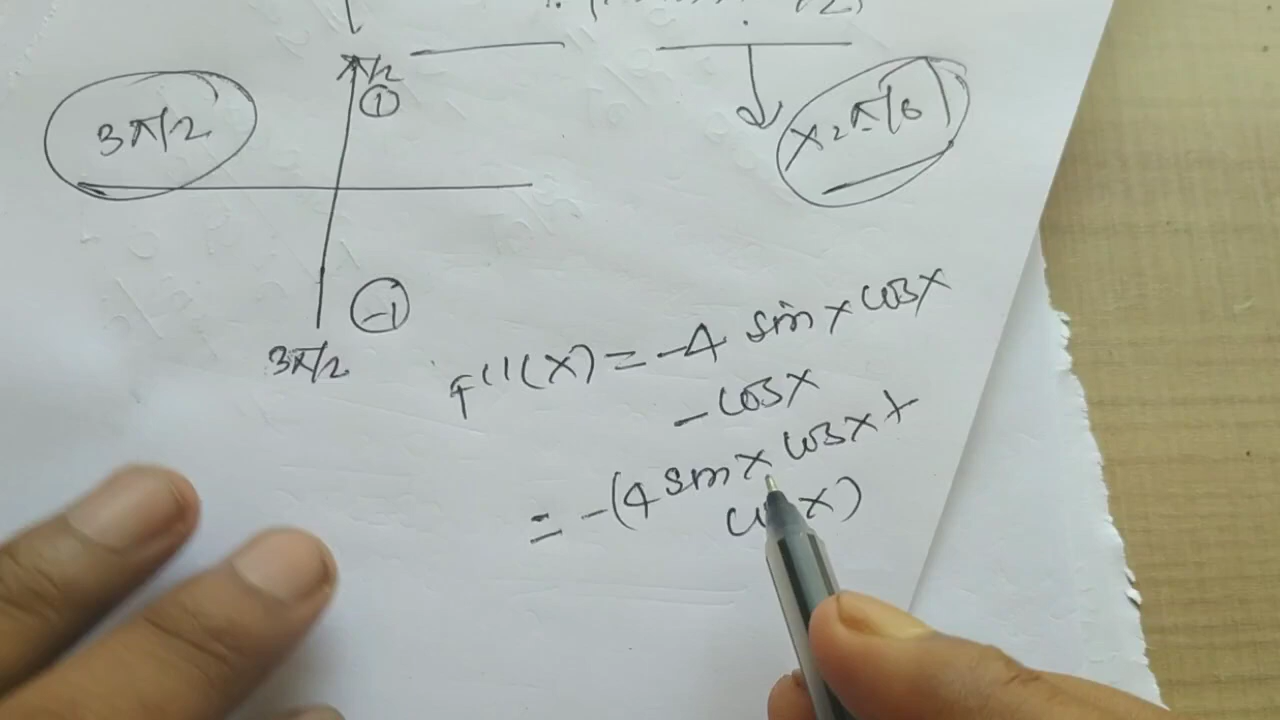 π/2
①
3π/2
x = π/6
-1
3π/2
f''(x) = -4 sin x cos x
- cos x
= -(4 sin x cos x +
cos x)